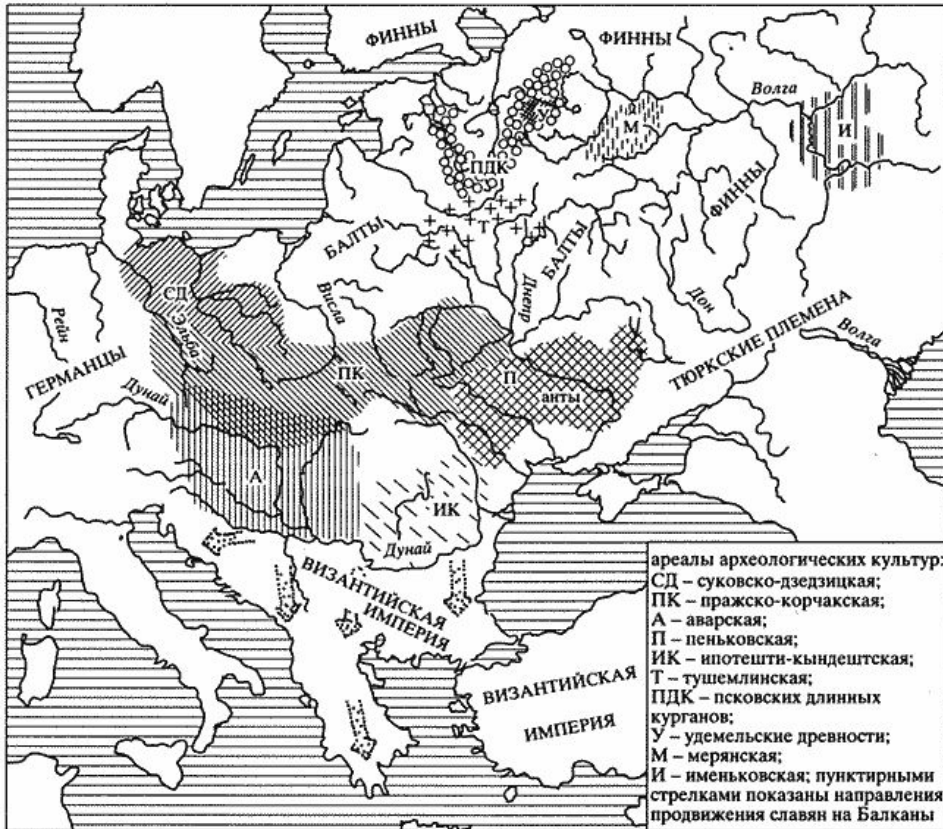 ФИННЫ
ФИННЫ
Волга
У
М
И
ПДК
ФИННЫ
Т
БАЛТЫ
БАЛТЫ
Днепр
Дон
СД
Висла
Рейн
Эльба
ТЮРКСКИЕ ПЛЕМЕНА
Волга
ГЕРМАНЦЫ
ПК
П
анты
Дунай
А
ИК
Дунай
ВИЗАНТИЙСКАЯ
ИМПЕРИЯ
ВИЗАНТИЙСКАЯ
ИМПЕРИЯ
ареалы археологических культур:
СД – суковско-дзедзицкая;
ПК – пражско-корчакская;
А – аварская;
П – пеньковская;
ИК – ипотешти-кындештская;
Т – тушемлинская;
ПДК – псковских длинных
курганов;
У – удемельские древности;
М – мерянская;
И – именьковская; пунктирными
стрелками показаны направления
продвижения славян на Балканы